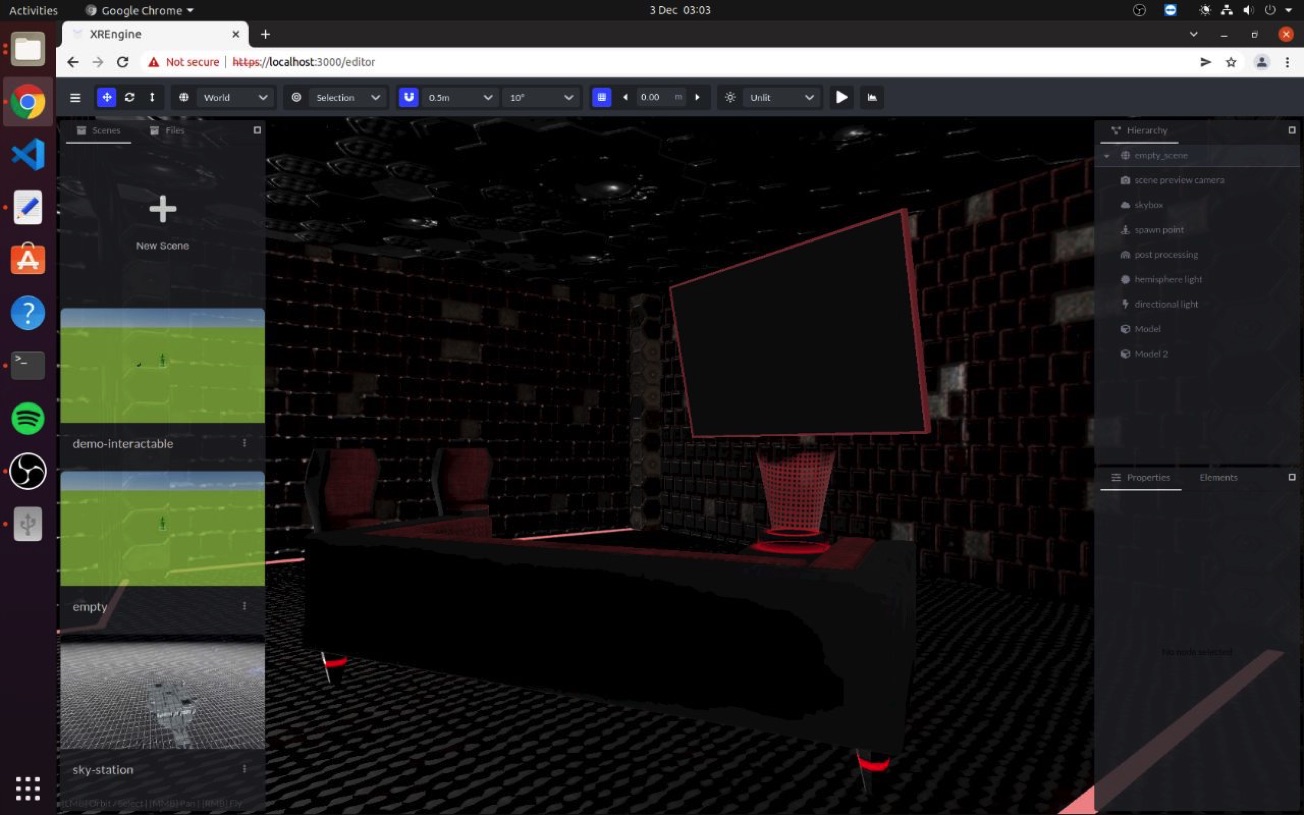 Activities
Google Chrome
3 Dec 03:03
XREngine
Not secure
https://localhost:3000/editor
World
Selection
0.5m
10°
0.00
m
Unlit
Scenes
Files
New Scene
demo-interactable
empty
sky-station
[LMB] Orbit / Select | [MMB] Pan | [RMB] Fly
Hierarchy
empty_scene
scene preview camera
skybox
spawn point
post processing
hemisphere light
directional light
Model
Model 2
Properties
Elements
No node selected